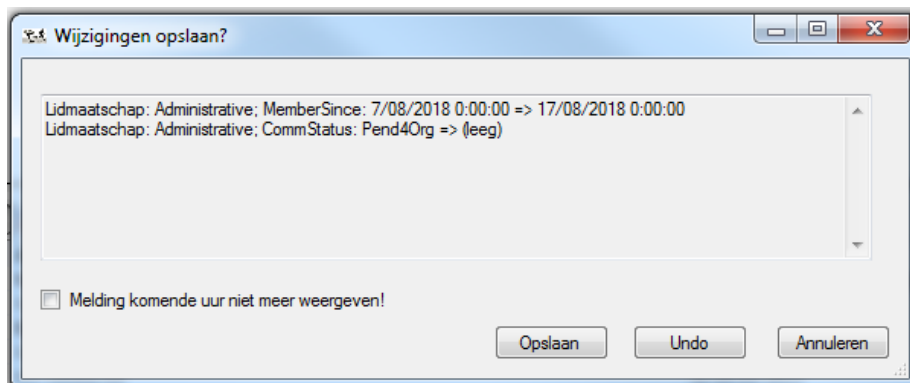 Wijzigingen opslaan?
Lidmaatschap: Administrative; MemberSince: 7/08/2018 0:00:00 => 17/08/2018 0:00:00
Lidmaatschap: Administrative; CommStatus: Pend4Org => (leeg)
Melding komende uur niet meer weergeven!
Opslaan Undo Annuleren